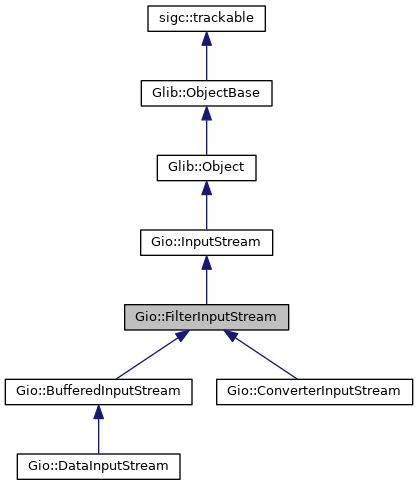 sigc::trackable
Glib::ObjectBase
Glib::Object
Gio::InputStream
Gio::FilterInputStream
Gio::BufferedInputStream
Gio::ConverterInputStream
Gio::DataInputStream